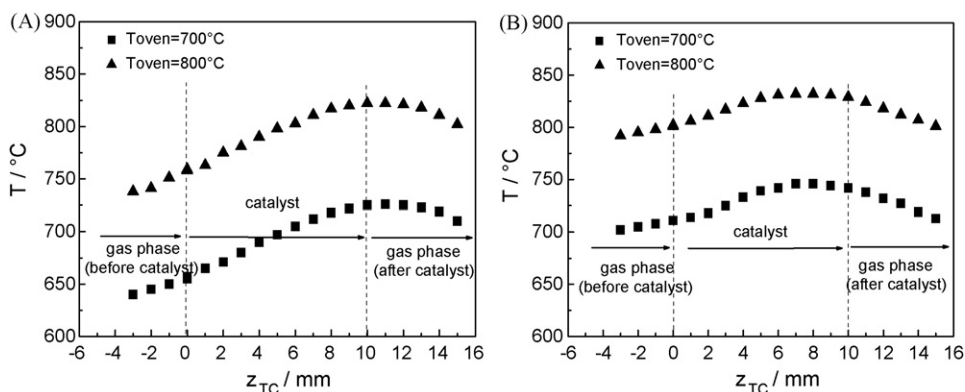 (A)
900
850
800
750
700
650
600
T / °C
Toven=700°C
Toven=800°C
catalyst
gas phase
(before catalyst)
gas phase
(after catalyst)
-6 -4 -2 0 2 4 6 8 10 12 14 16
z_TC / mm
(B)
900
850
800
750
700
650
600
T / °C
Toven=700°C
Toven=800°C
catalyst
gas phase
(before catalyst)
gas phase
(after catalyst)
-6 -4 -2 0 2 4 6 8 10 12 14 16
z_TC / mm